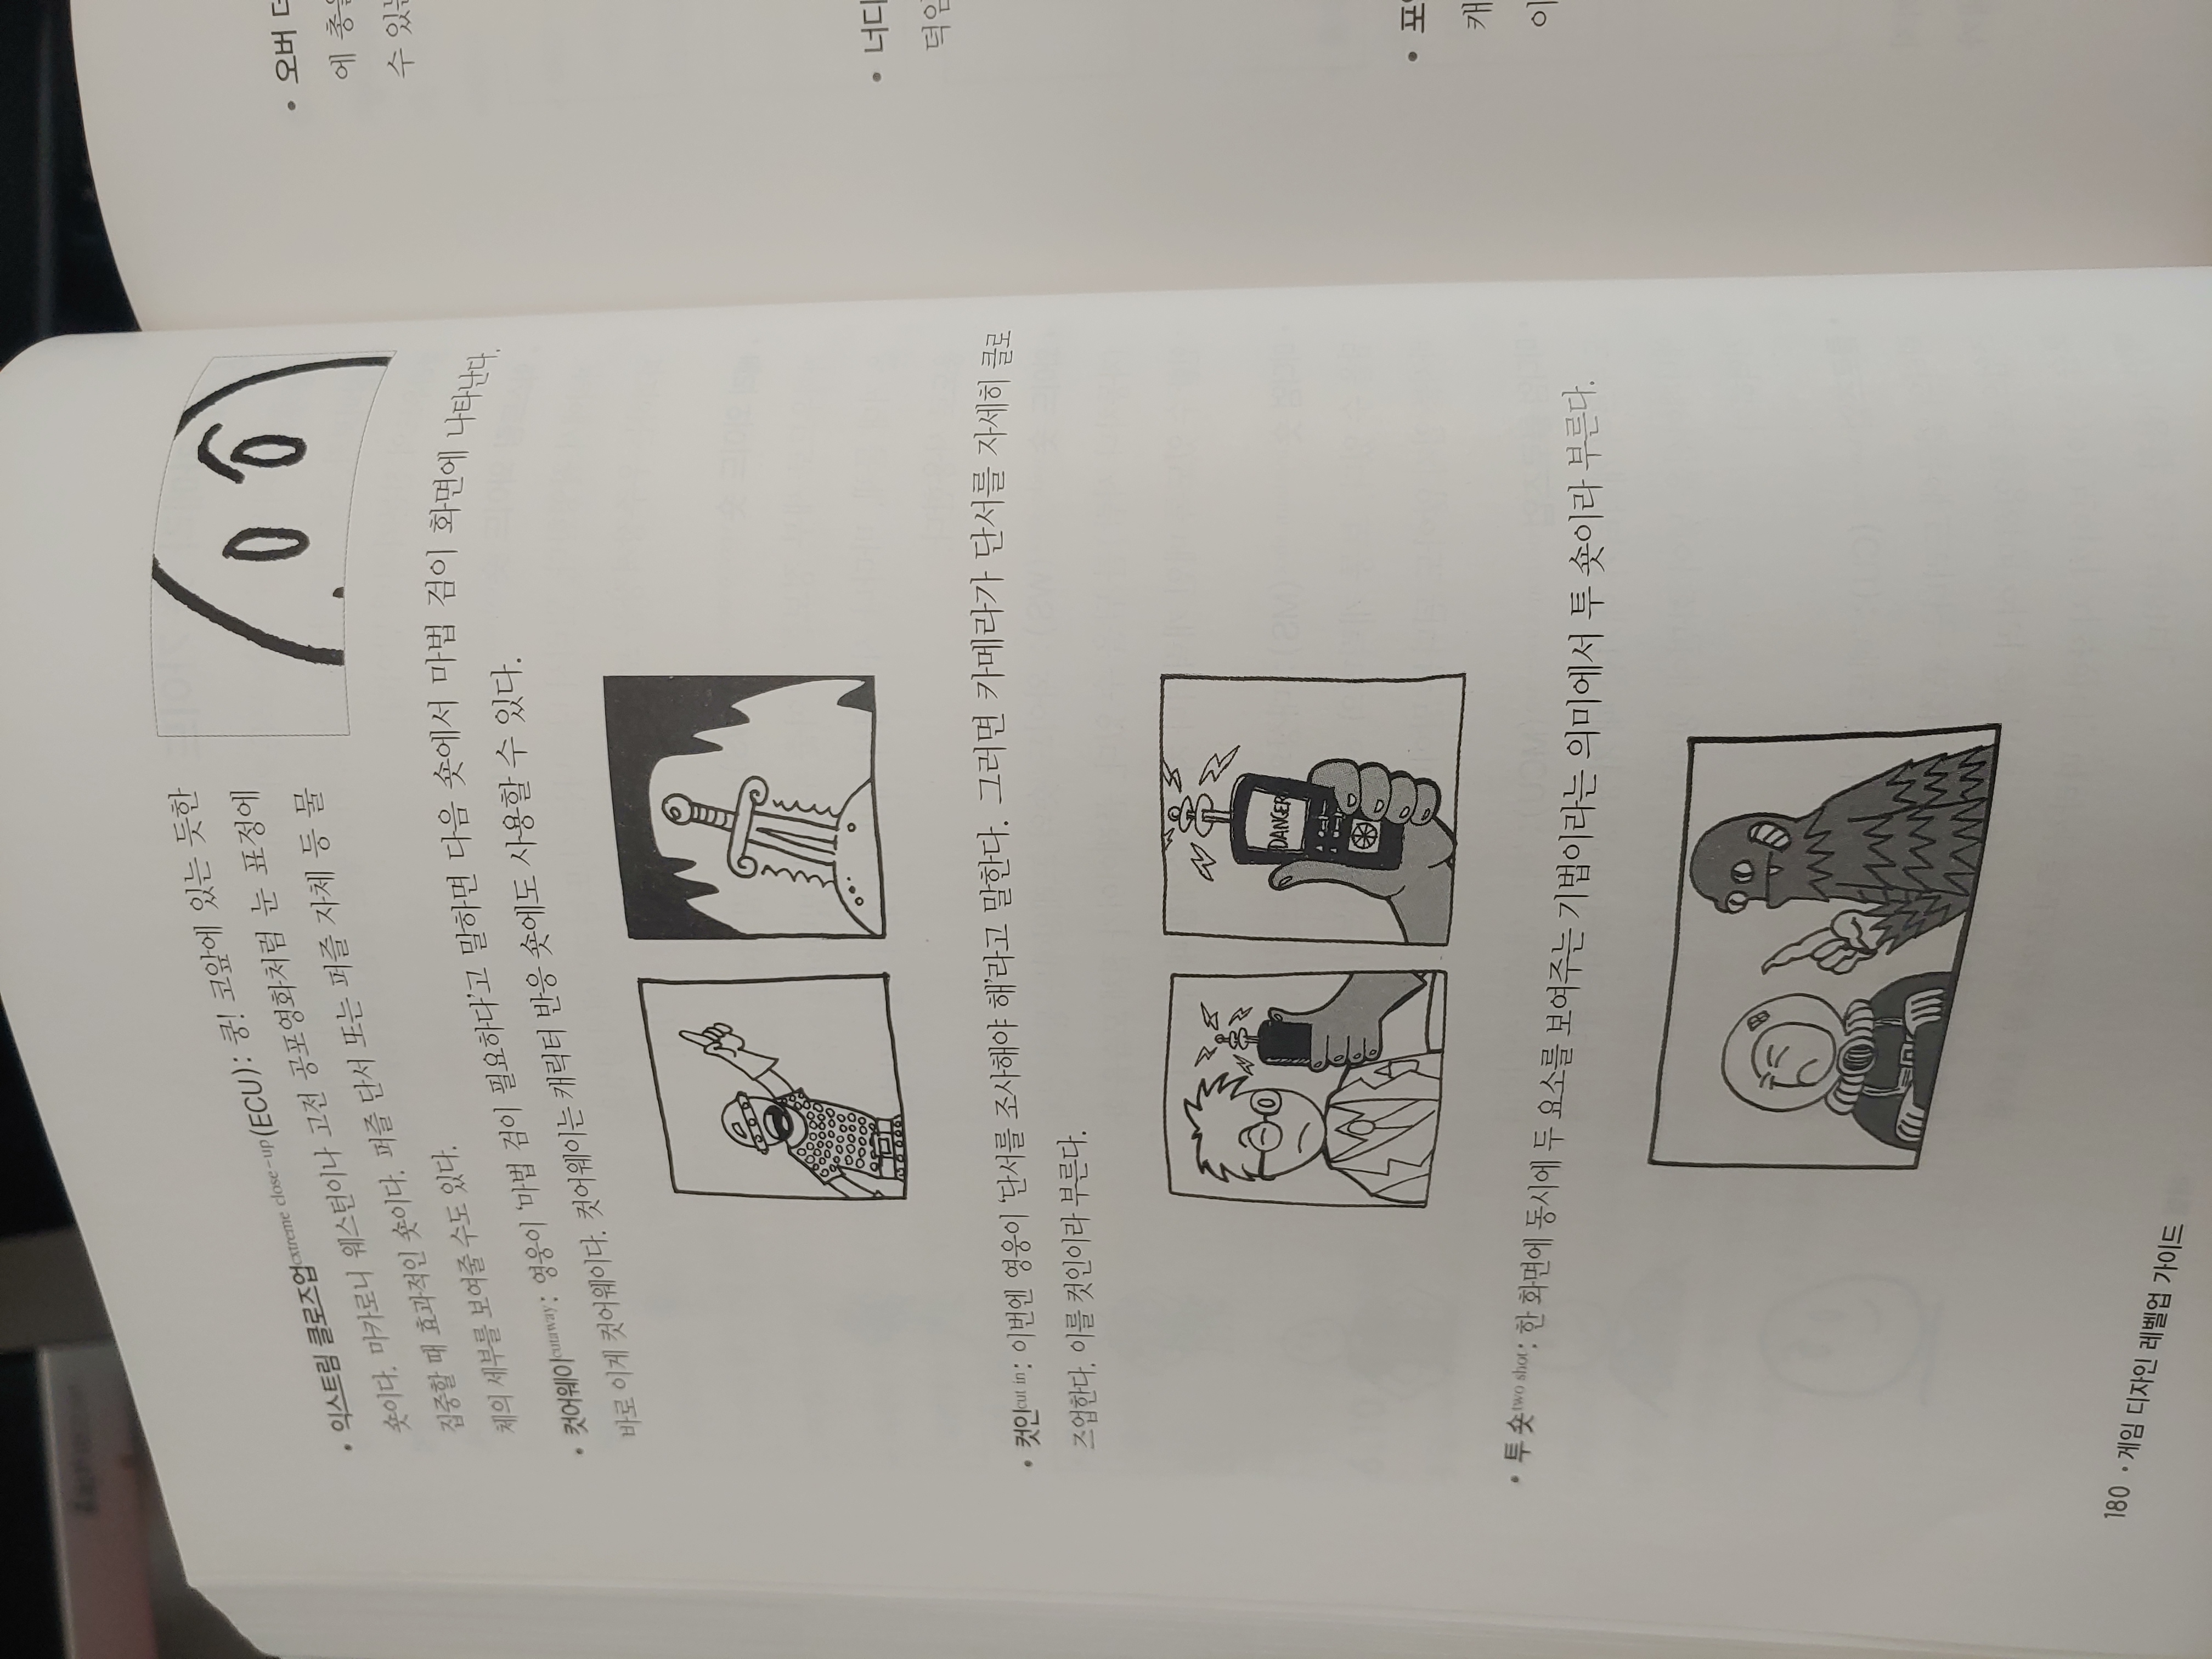 • 익스트림 클로즈업extreme close-up(ECU): 쿵! 코앞에 있는 듯한
숏이다. 마카로니 웨스턴이나 고전 공포영화처럼 눈 표정에
집중할 때 효과적인 숏이다. 퍼즐 단서 또는 퍼즐 자체 등 물
체의 세부를 보여줄 수도 있다.
• 컷어웨이cutaway: 영웅이 ‘마법 검이 필요하다’고 말하면 다음 숏에서 마법 검이 화면에 나타난다.
바로 이게 컷어웨이다. 컷어웨이는 캐릭터 반응 숏에도 사용할 수 있다.
• 컷인cut in: 이번엔 영웅이 ‘단서를 조사해야 해’라고 말한다. 그러면 카메라가 단서를 자세히 클로
즈업한다. 이를 컷인이라 부른다.
DANGER
• 투 숏two shot: 한 화면에 동시에 두 요소를 보여주는 기법이라는 의미에서 투 숏이라 부른다.
180 • 게임 디자인 레벨업 가이드
• 오버
에
수
• 너디
덕
•
캐
이